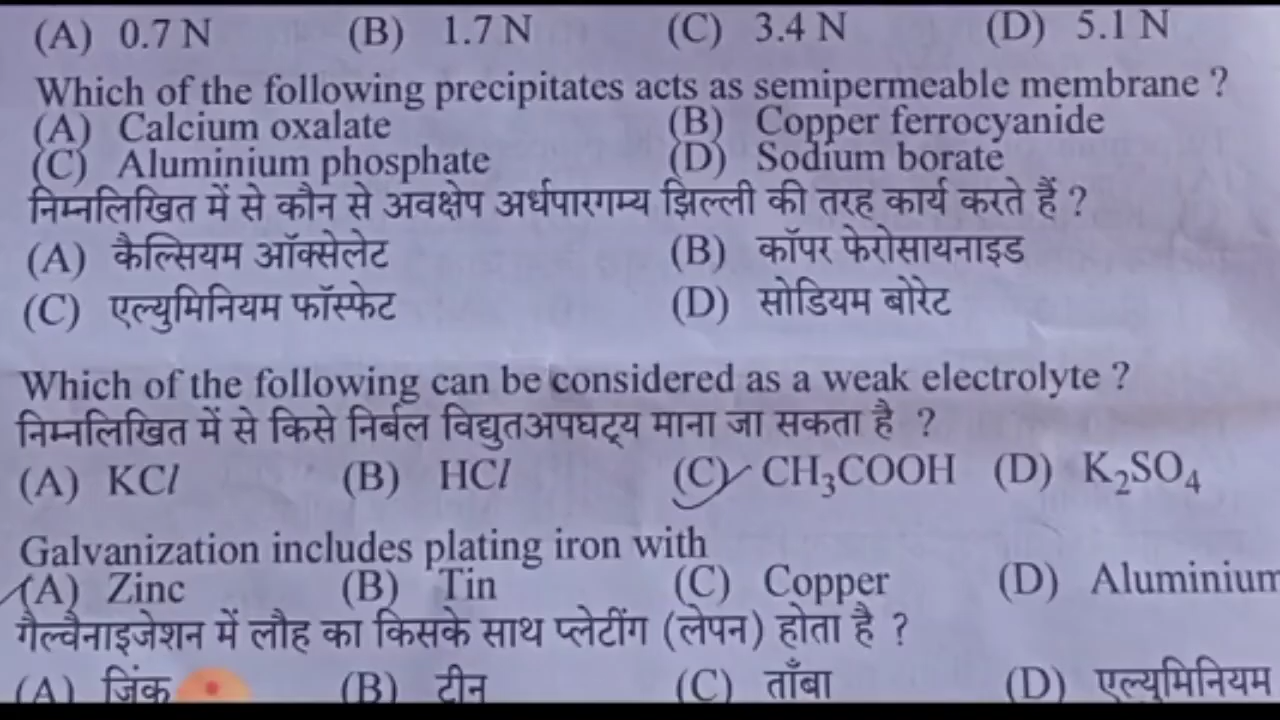 (A) 0.7 N (B) 1.7 N (C) 3.4 N (D) 5.1 N
Which of the following precipitates acts as semipermeable membrane ?
(A) Calcium oxalate (B) Copper ferrocyanide
(C) Aluminium phosphate (D) Sodium borate
निम्नलिखित में से कौन से अवक्षेप अर्धपारगम्य झिल्ली की तरह कार्य करते हैं ?
(A) कैल्सियम ऑक्सेलेट (B) कॉपर फेरोसायनाइड
(C) एल्युमिनियम फॉस्फेट (D) सोडियम बोरेट
Which of the following can be considered as a weak electrolyte ?
निम्नलिखित में से किसे निर्बल विद्युतअपघट्य माना जा सकता है ?
(A) KCl (B) HCl (C) CH₃COOH (D) K₂SO₄
Galvanization includes plating iron with
(A) Zinc (B) Tin (C) Copper (D) Aluminium
गैल्वैनाइजेशन में लौह का किसके साथ प्लेटींग (लेपन) होता है ?
(A) जिंक (B) टीन (C) ताँबा (D) एल्युमिनियम